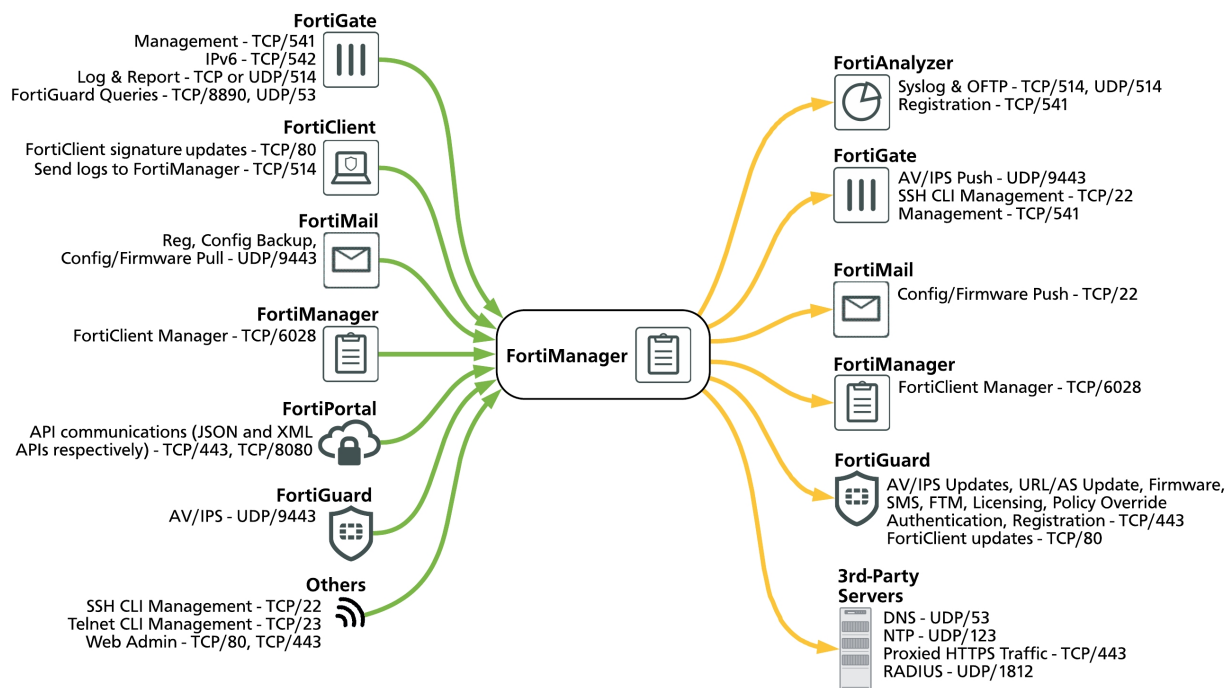 FortiGate
Management - TCP/541
IPv6 - TCP/542
Log & Report - TCP or UDP/514
FortiGuard Queries - TCP/8890, UDP/53
FortiClient
FortiClient signature updates - TCP/80
Send logs to FortiManager - TCP/514
FortiMail
Reg, Config Backup,
Config/Firmware Pull - UDP/9443
FortiManager
FortiClient Manager - TCP/6028
FortiPortal
API communications (JSON and XML
APIs respectively) - TCP/443, TCP/8080
FortiGuard
AV/IPS - UDP/9443
Others
SSH CLI Management - TCP/22
Telnet CLI Management - TCP/23
Web Admin - TCP/80, TCP/443
FortiManager
FortiAnalyzer
Syslog & OFTP - TCP/514, UDP/514
Registration - TCP/541
FortiGate
AV/IPS Push - UDP/9443
SSH CLI Management - TCP/22
Management - TCP/541
FortiMail
Config/Firmware Push - TCP/22
FortiManager
FortiClient Manager - TCP/6028
FortiGuard
AV/IPS Updates, URL/AS Update, Firmware,
SMS, FTM, Licensing, Policy Override
Authentication, Registration - TCP/443
FortiClient updates - TCP/80
3rd-Party
Servers
DNS - UDP/53
NTP - UDP/123
Proxied HTTPS Traffic - TCP/443
RADIUS - UDP/1812